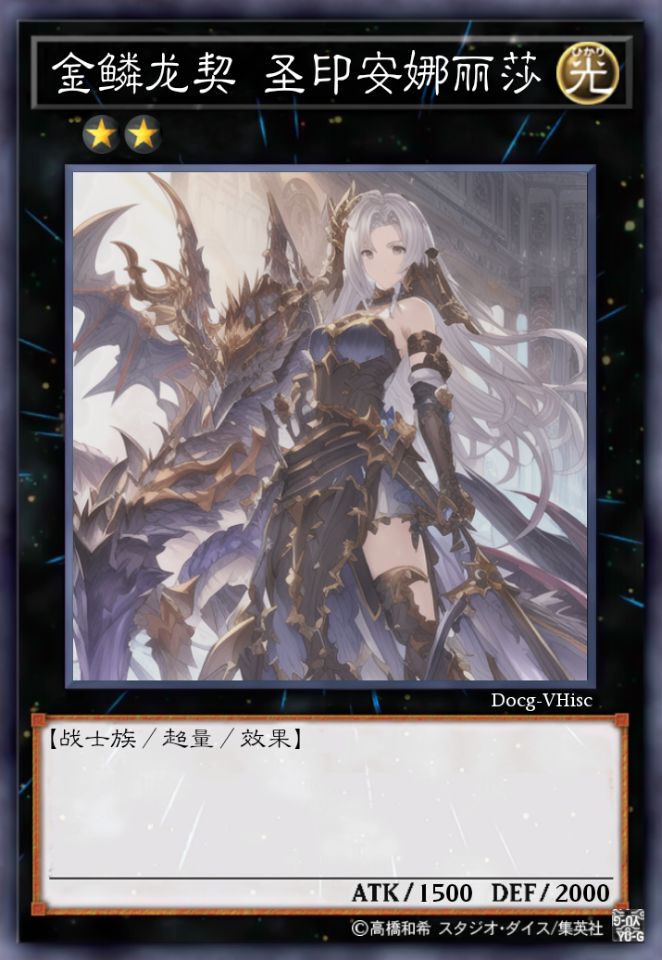 金鳞龙契 圣印安娜丽莎
ひかり
光
Docg-VHisc
【战士族／超量／效果】
ATK/1500 DEF/2000
©高橋和希 スタジオ・ダイス/集英社
YU-G